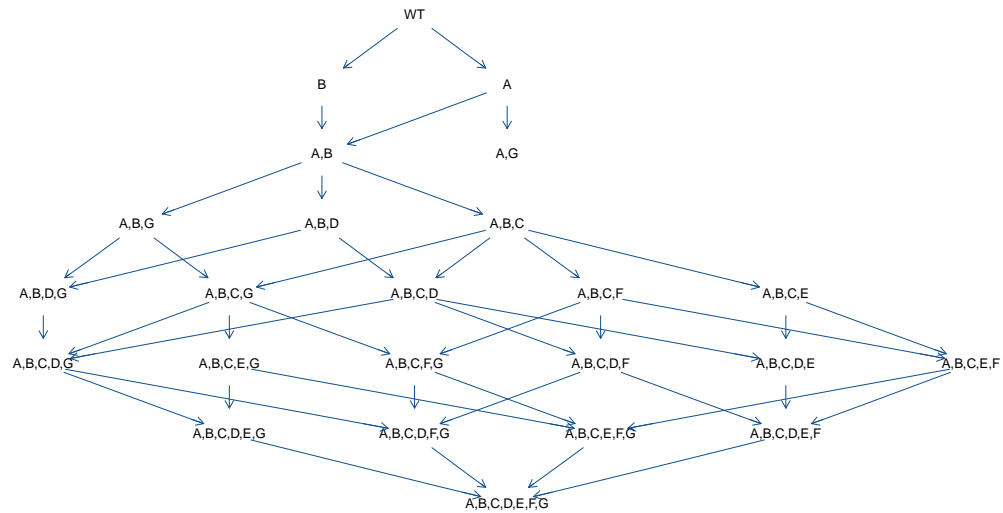 WT
B
A
A,B
A,G
A,B,G
A,B,D
A,B,C
A,B,D,G
A,B,C,G
A,B,C,D
A,B,C,F
A,B,C,E
A,B,C,D,G
A,B,C,E,G
A,B,C,F,G
A,B,C,D,F
A,B,C,D,E
A,B,C,E,F
A,B,C,D,E,G
A,B,C,D,F,G
A,B,C,E,F,G
A,B,C,D,E,F
A,B,C,D,E,F,G